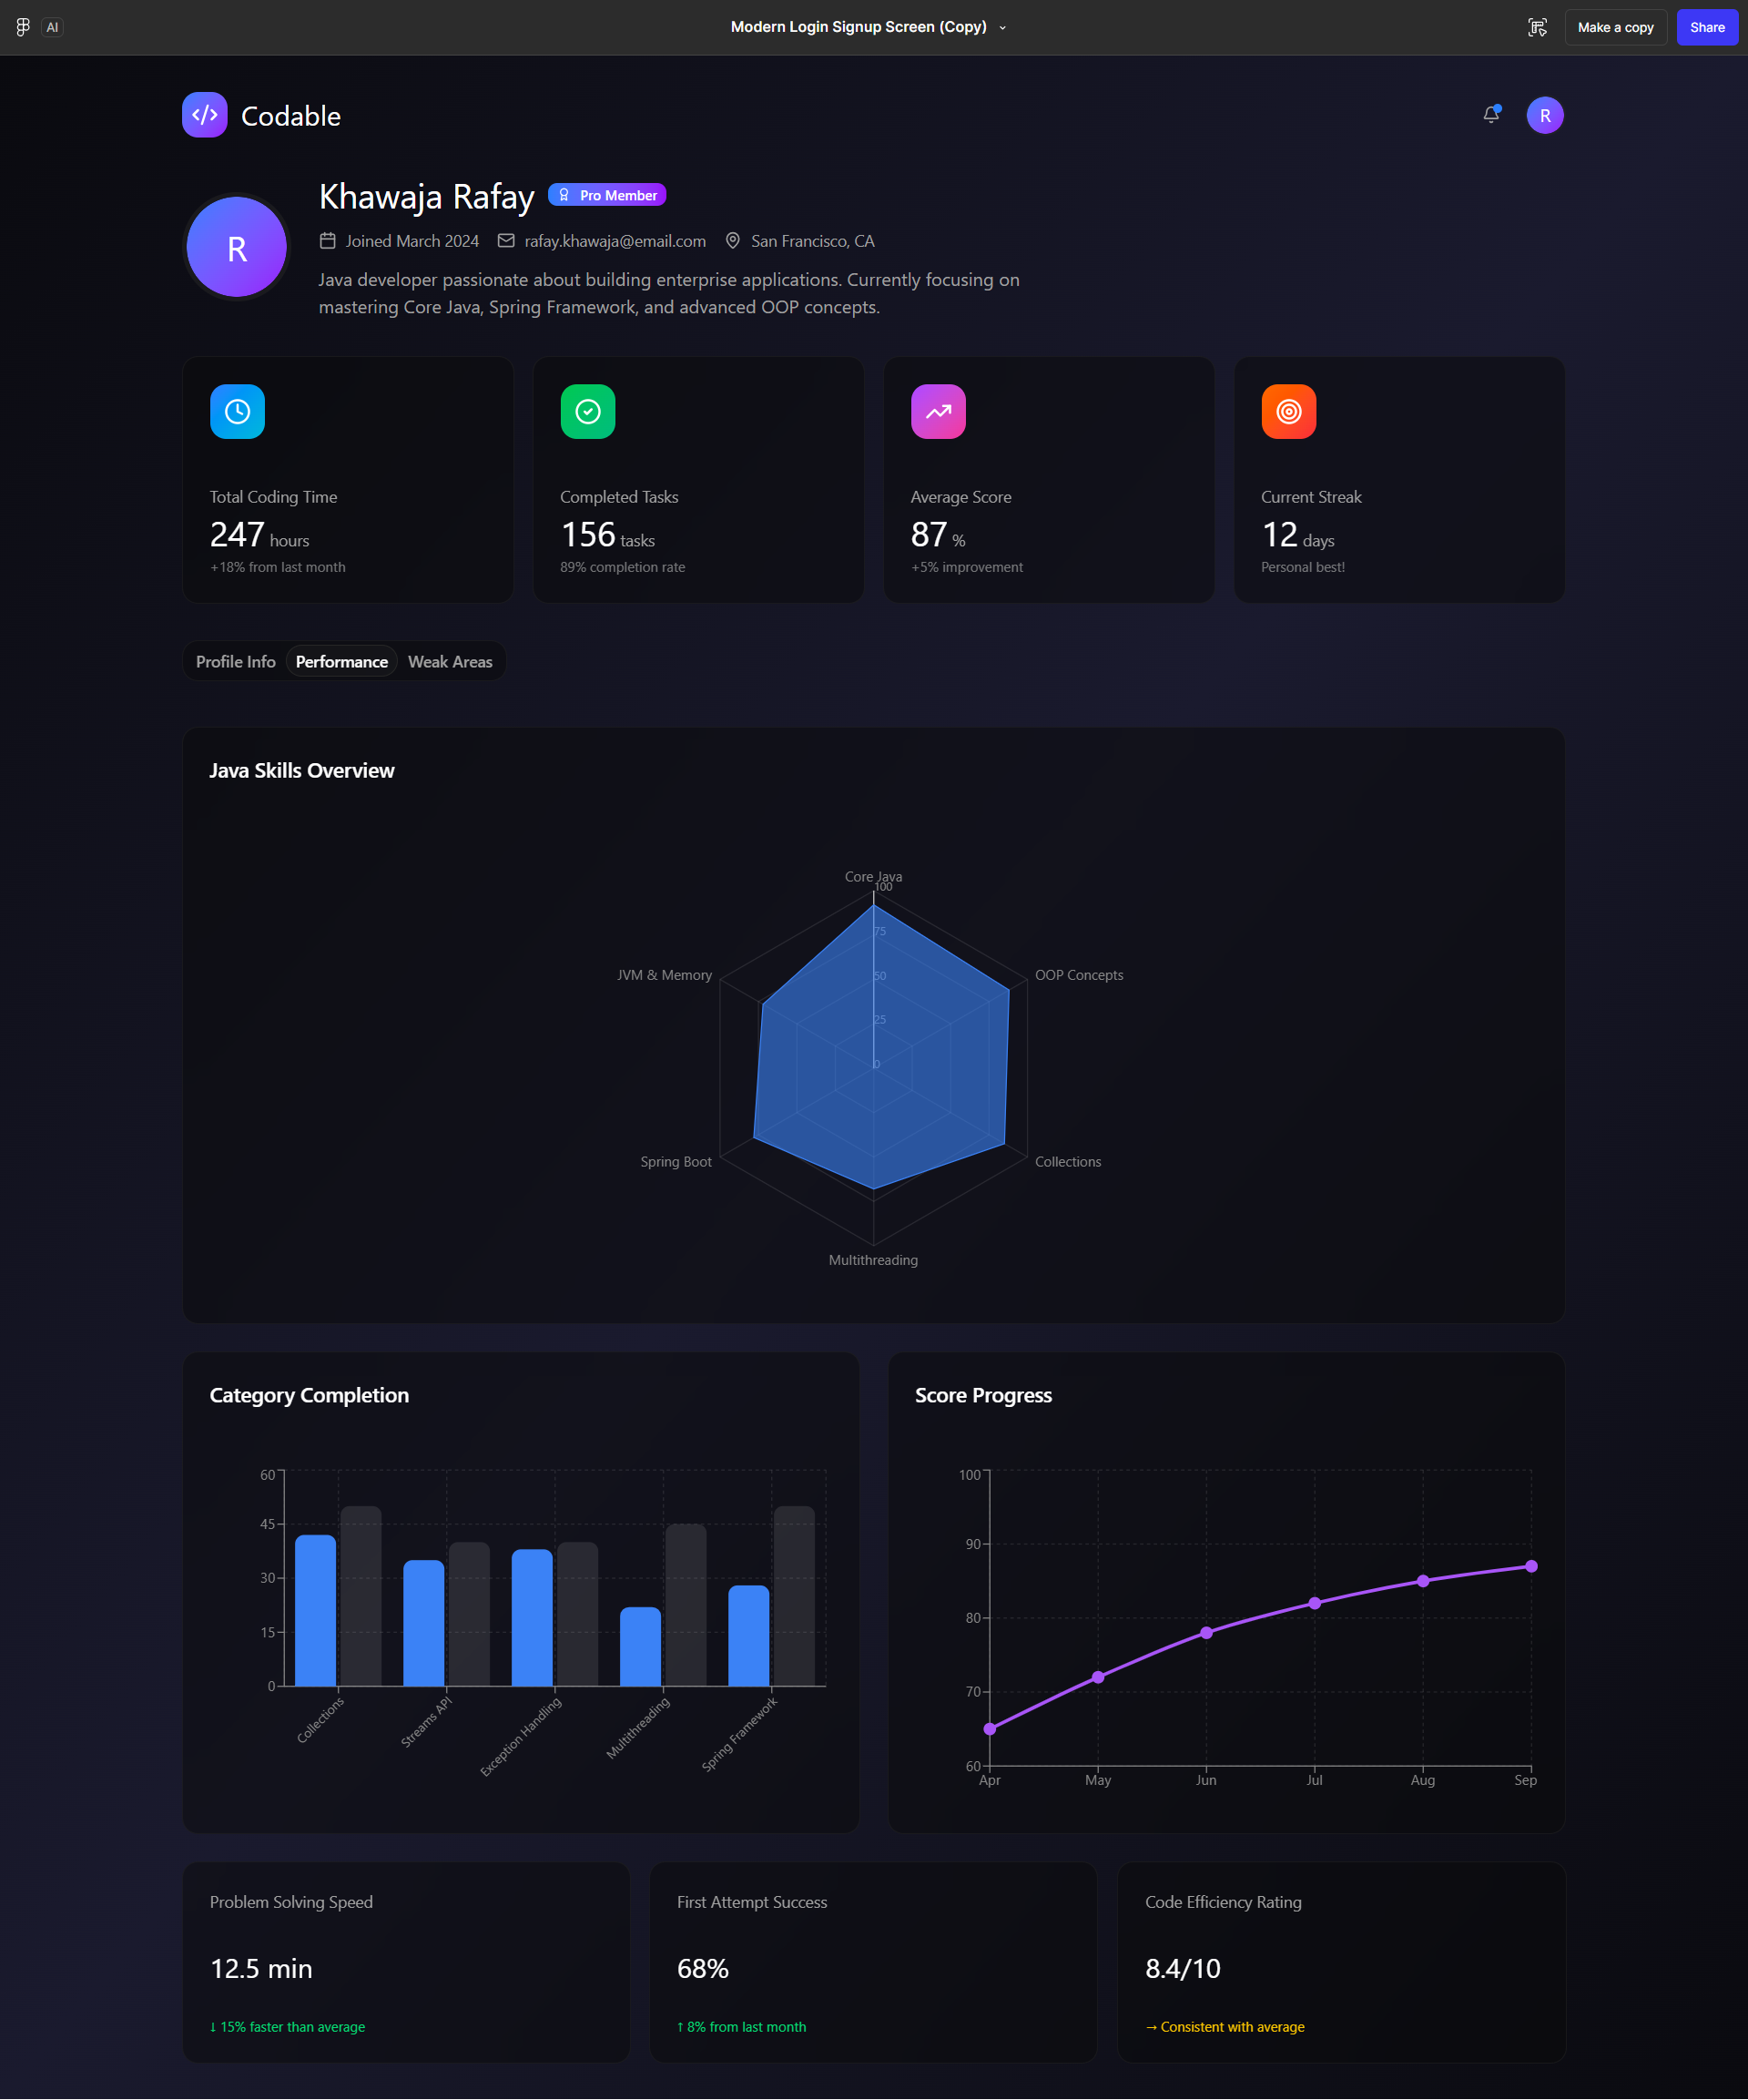 AI
Modern Login Signup Screen (Copy)
Make a copy
Share
Codable
R
Khawaja Rafay
Pro Member
R
Joined March 2024
rafay.khawaja@email.com
San Francisco, CA
Java developer passionate about building enterprise applications. Currently focusing on
mastering Core Java, Spring Framework, and advanced OOP concepts.
Total Coding Time
247 hours
+18% from last month
Completed Tasks
156 tasks
89% completion rate
Average Score
87 %
+5% improvement
Current Streak
12 days
Personal best!
Profile Info
Performance
Weak Areas
Java Skills Overview
Core Java
100
75
50
25
0
JVM & Memory
OOP Concepts
Spring Boot
Collections
Multithreading
Category Completion
60
45
30
15
0
Collections
Streams API
Exception Handling
Multithreading
Spring Framework
Score Progress
100
90
80
70
60
Apr
May
Jun
Jul
Aug
Sep
Problem Solving Speed
12.5 min
↓ 15% faster than average
First Attempt Success
68%
↑ 8% from last month
Code Efficiency Rating
8.4/10
→ Consistent with average